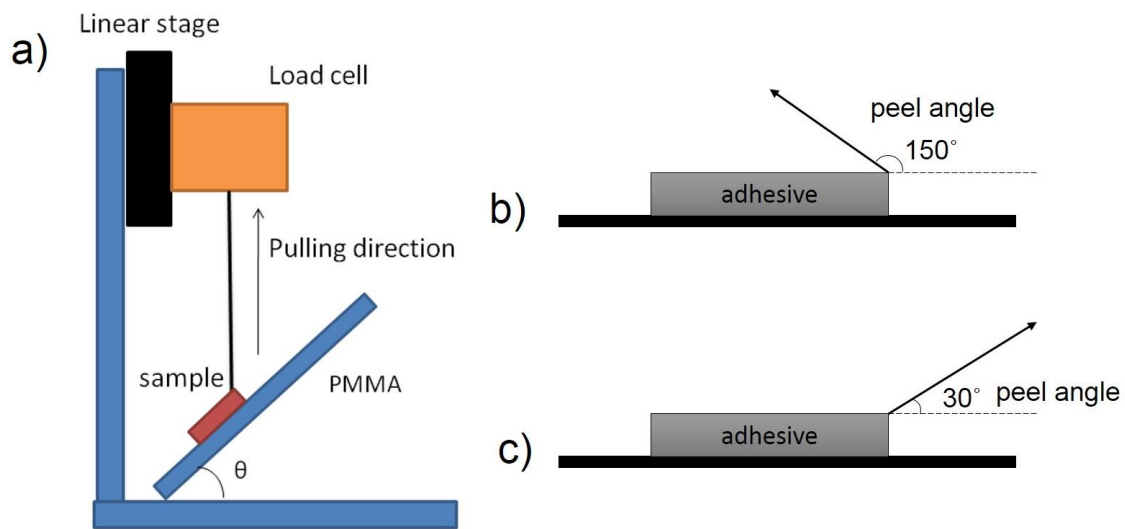 a)
Linear stage
Load cell
Pulling direction
sample
PMMA
θ
b)
peel angle
150°
adhesive
c)
30° peel angle
adhesive